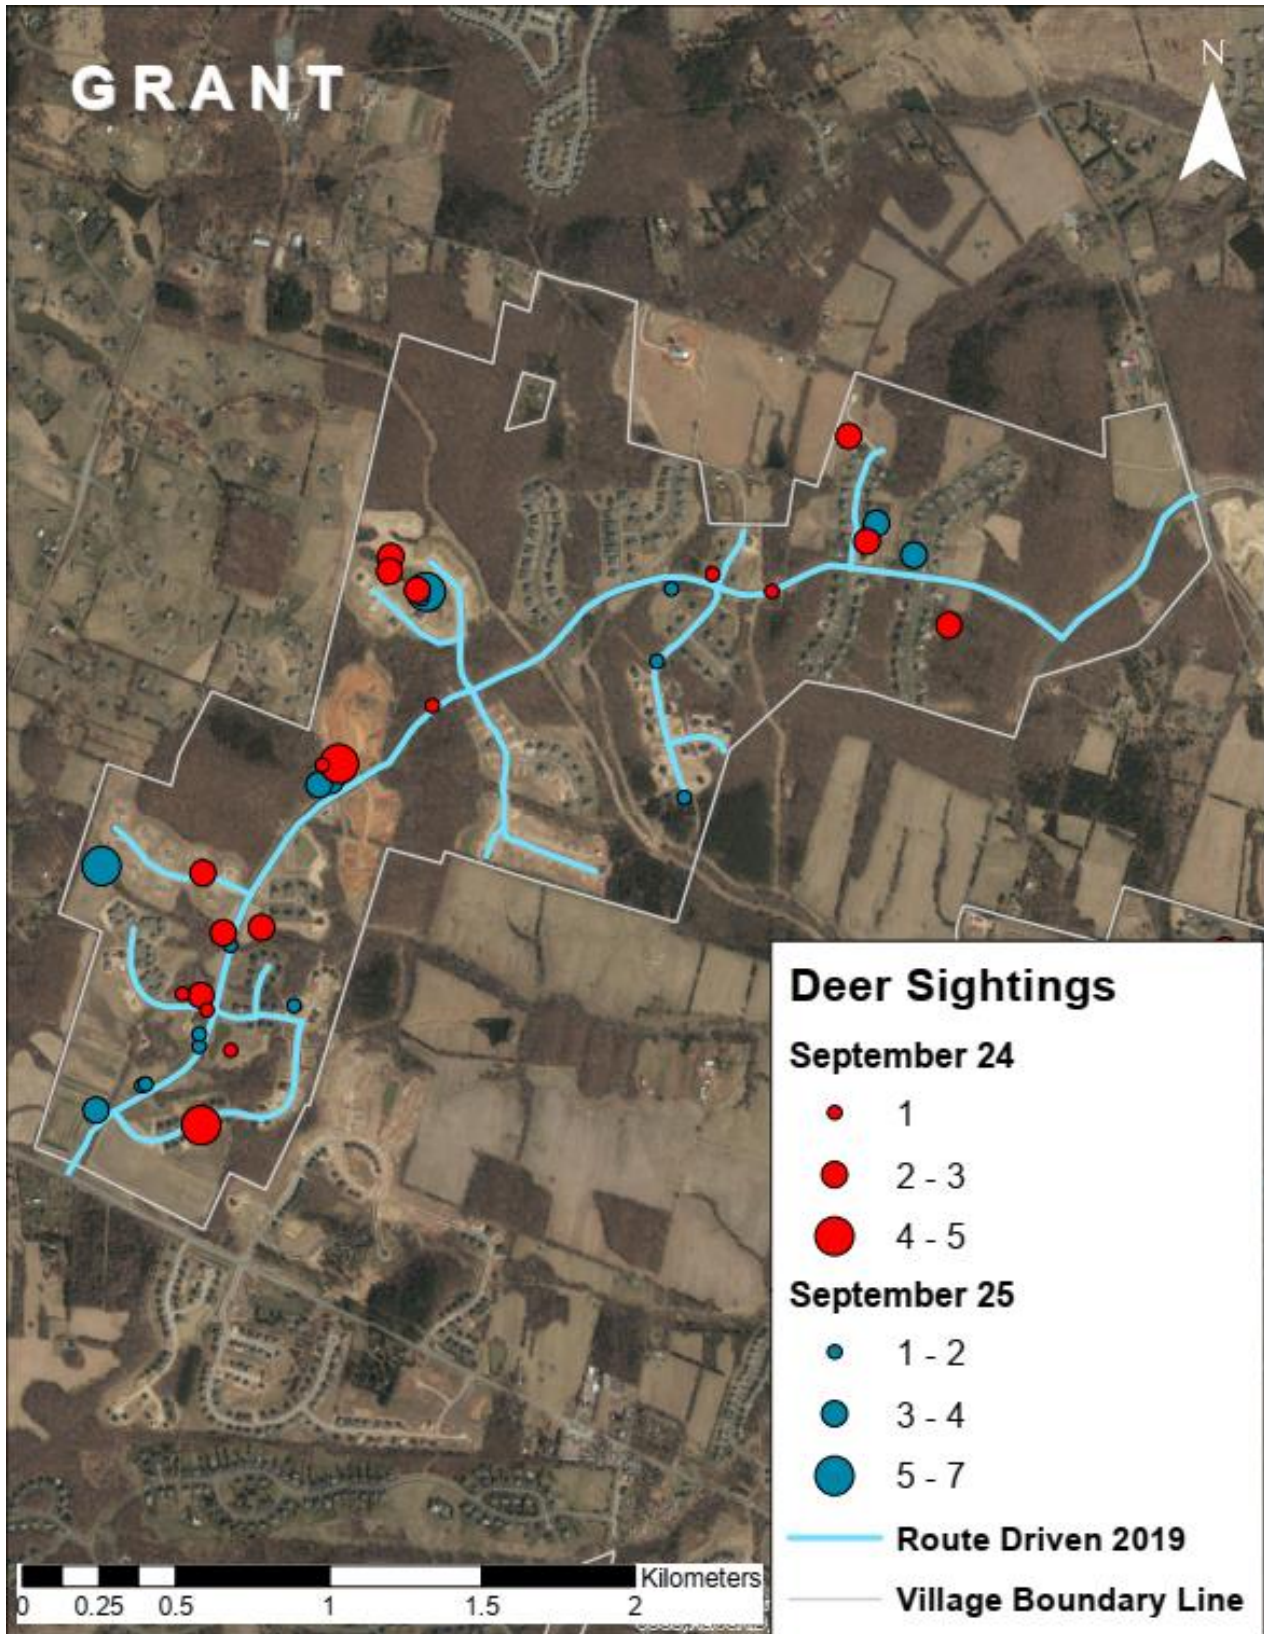 GRANT
N
Deer Sightings
September 24
1
2 - 3
4 - 5
September 25
1 - 2
3 - 4
5 - 7
Route Driven 2019
Village Boundary Line
Kilometers
0 0.25 0.5 1 1.5 2